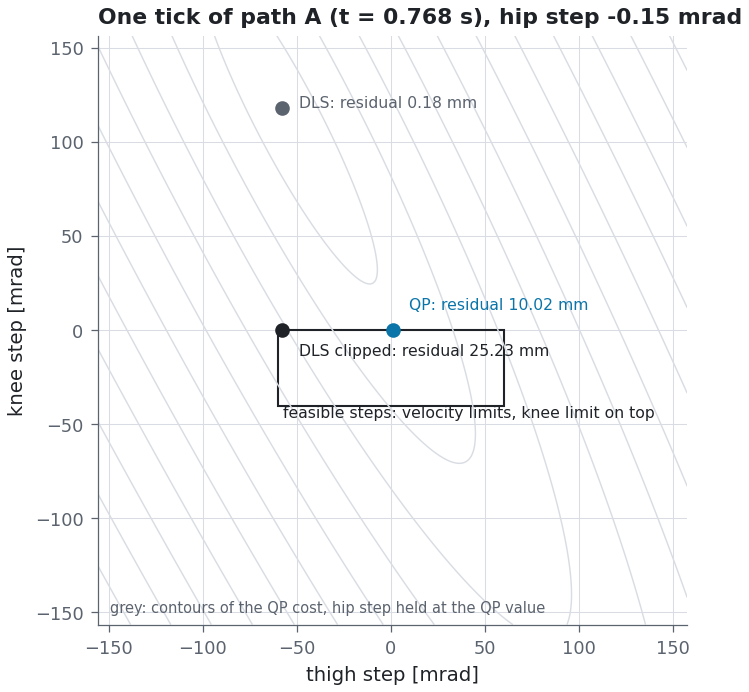 One tick of path A (t = 0.768 s), hip step -0.15 mrad
150
DLS: residual 0.18 mm
100
50
QP: residual 10.02 mm
0
DLS clipped: residual 25.23 mm
feasible steps: velocity limits, knee limit on top
−50
−100
−150
grey: contours of the QP cost, hip step held at the QP value
knee step [mrad]
−150 −100 −50 0 50 100 150
thigh step [mrad]